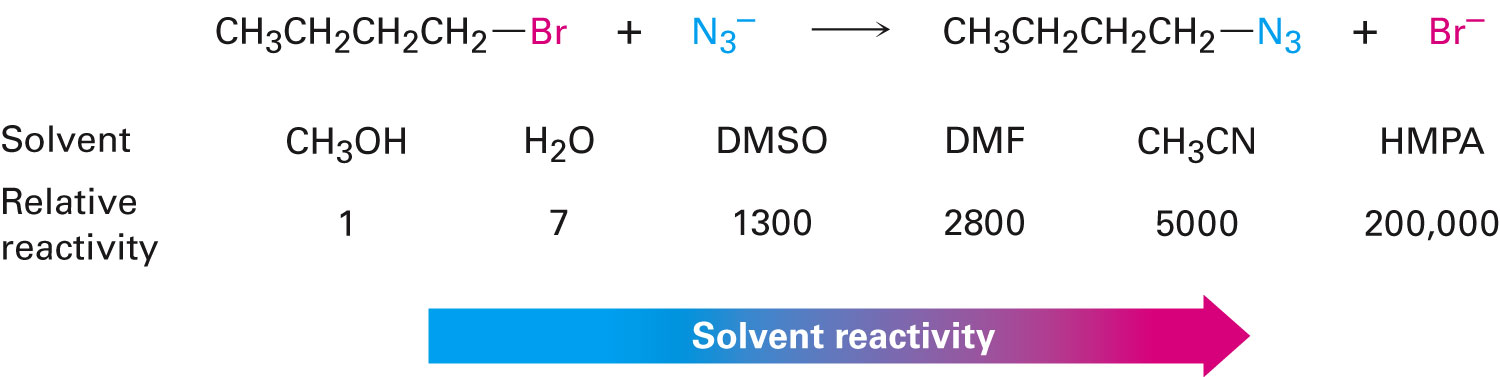 CH₃CH₂CH₂CH₂—Br + N₃⁻ ⟶ CH₃CH₂CH₂CH₂—N₃ + Br⁻
Solvent CH₃OH H₂O DMSO DMF CH₃CN HMPA
Relative
reactivity 1 7 1300 2800 5000 200,000
Solvent reactivity